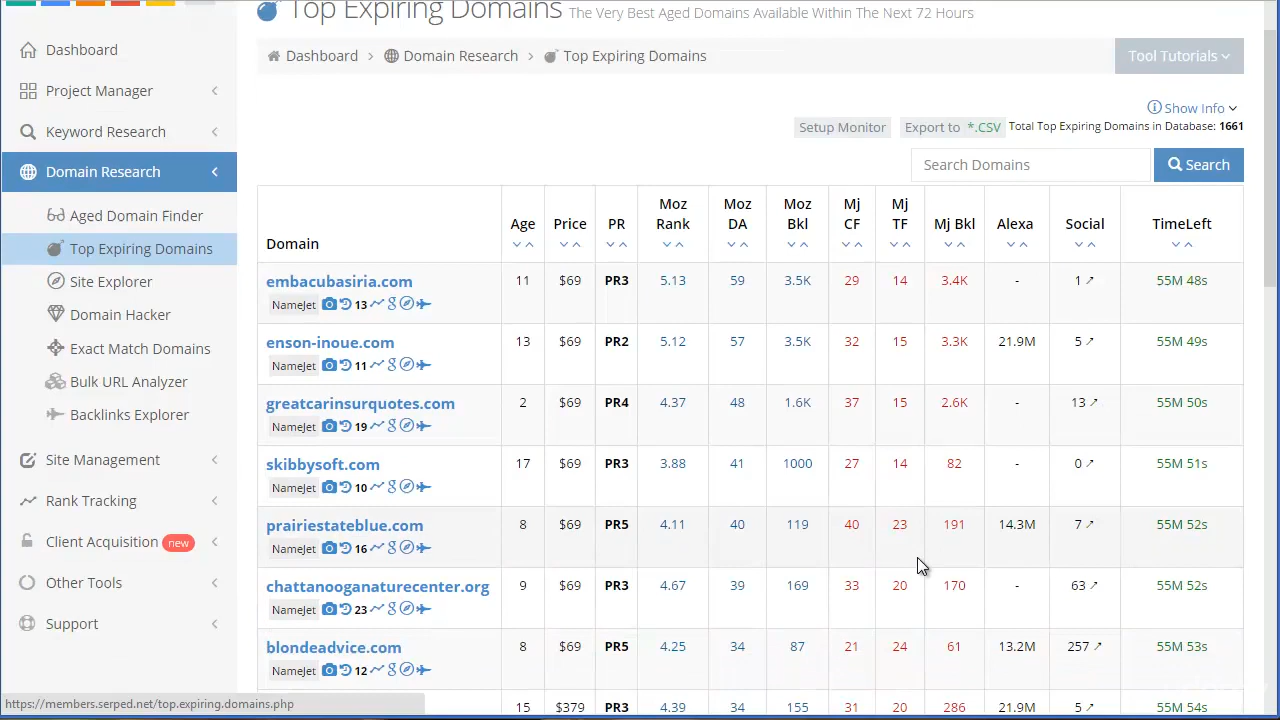 Top Expiring Domains The Very Best Aged Domains Available Within The Next 72 Hours
Dashboard
Project Manager
Keyword Research
Domain Research
Aged Domain Finder
Top Expiring Domains
Site Explorer
Domain Hacker
Exact Match Domains
Bulk URL Analyzer
Backlinks Explorer
Site Management
Rank Tracking
Client Acquisition new
Other Tools
Support
Dashboard > Domain Research > Top Expiring Domains
Tool Tutorials
Show Info
Setup Monitor Export to *.CSV Total Top Expiring Domains in Database: 1661
Search Domains Search
Domain Age Price PR Moz Rank Moz DA Moz Bkl Mj CF Mj TF Mj Bkl Alexa Social TimeLeft
embacubasiria.com 11 $69 PR3 5.13 59 3.5K 29 14 3.4K - 1 55M 48s
NameJet 13
enson-inoue.com 13 $69 PR2 5.12 57 3.5K 32 15 3.3K 21.9M 5 55M 49s
NameJet 11
greatcarinsurquotes.com 2 $69 PR4 4.37 48 1.6K 37 15 2.6K - 13 55M 50s
NameJet 19
skibbysoft.com 17 $69 PR3 3.88 41 1000 27 14 82 - 0 55M 51s
NameJet 10
prairiestateblue.com 8 $69 PR5 4.11 40 119 40 23 191 14.3M 7 55M 52s
NameJet 16
chattanooganaturecenter.org 9 $69 PR3 4.67 39 169 33 20 170 - 63 55M 52s
NameJet 23
blondeadvice.com 8 $69 PR5 4.25 34 87 21 24 61 13.2M 257 55M 53s
NameJet 12
15 $379 PR3 4.39 34 155 31 20 286 21.9M 5 55M 54s
https://members.serped.net/top.expiring.domains.php